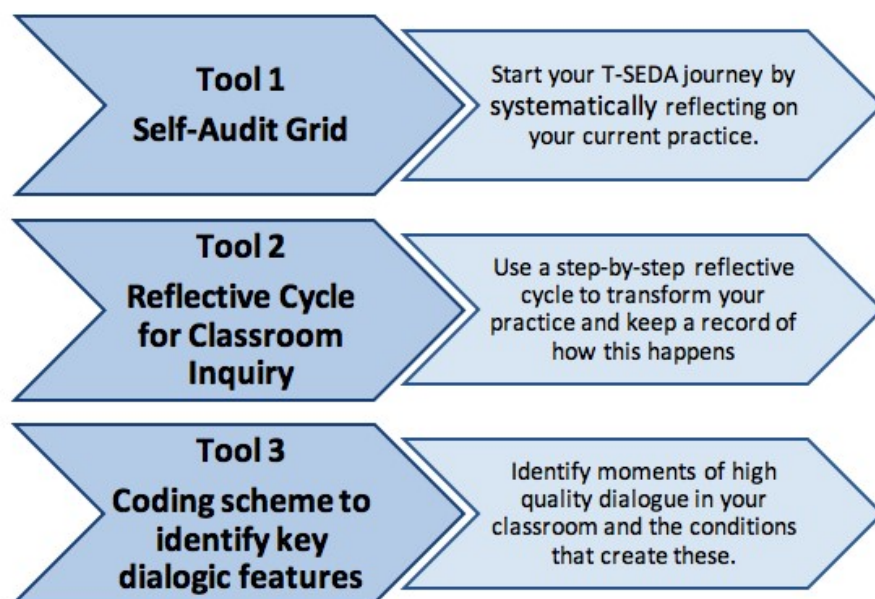 Tool 1
Self-Audit Grid
Start your T-SEDA journey by
systematically reflecting on
your current practice.
Tool 2
Reflective Cycle
for Classroom
Inquiry
Use a step-by-step reflective
cycle to transform your
practice and keep a record of
how this happens
Tool 3
Coding scheme to
identify key
dialogic features
Identify moments of high
quality dialogue in your
classroom and the conditions
that create these.